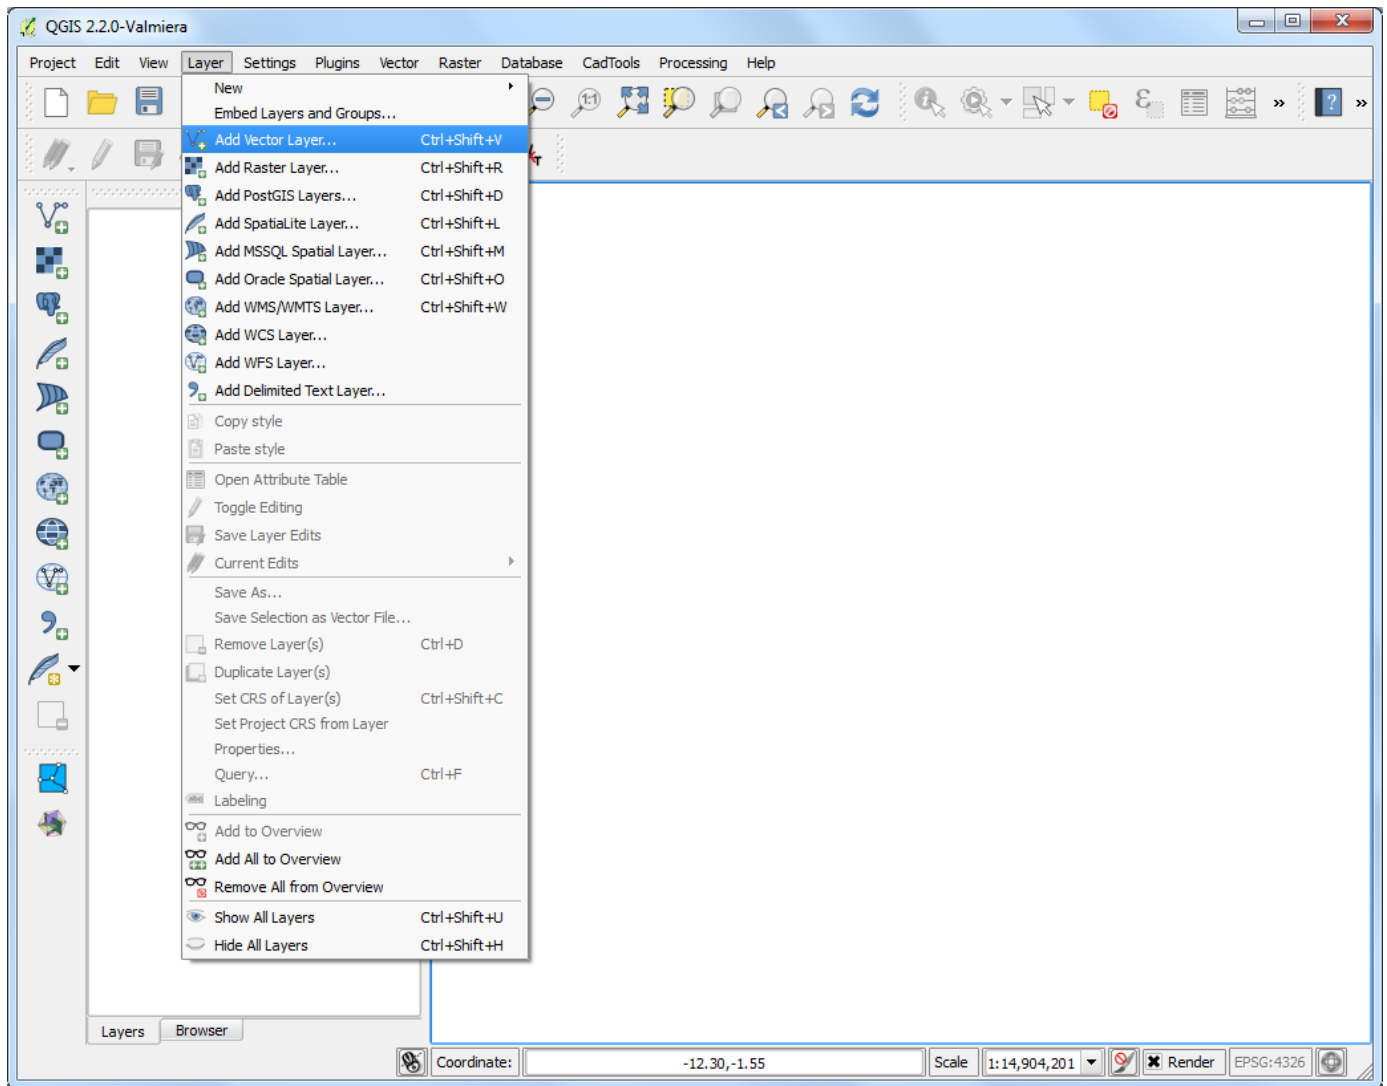 QGIS 2.2.0-Valmiera
Project Edit View Layer Settings Plugins Vector Raster Database CadTools Processing Help
New
Embed Layers and Groups...
Add Vector Layer... Ctrl+Shift+V
Add Raster Layer... Ctrl+Shift+R
Add PostGIS Layers... Ctrl+Shift+D
Add SpatiaLite Layer... Ctrl+Shift+L
Add MSSQL Spatial Layer... Ctrl+Shift+M
Add Oracle Spatial Layer... Ctrl+Shift+O
Add WMS/WMTS Layer... Ctrl+Shift+W
Add WCS Layer...
Add WFS Layer...
Add Delimited Text Layer...
Copy style
Paste style
Open Attribute Table
Toggle Editing
Save Layer Edits
Current Edits
Save As...
Save Selection as Vector File...
Remove Layer(s) Ctrl+D
Duplicate Layer(s)
Set CRS of Layer(s) Ctrl+Shift+C
Set Project CRS from Layer
Properties...
Query... Ctrl+F
Labeling
Add to Overview
Add All to Overview
Remove All from Overview
Show All Layers Ctrl+Shift+U
Hide All Layers Ctrl+Shift+H
Layers Browser
Coordinate: -12.30,-1.55 Scale 1:14,904,201 Render EPSG:4326